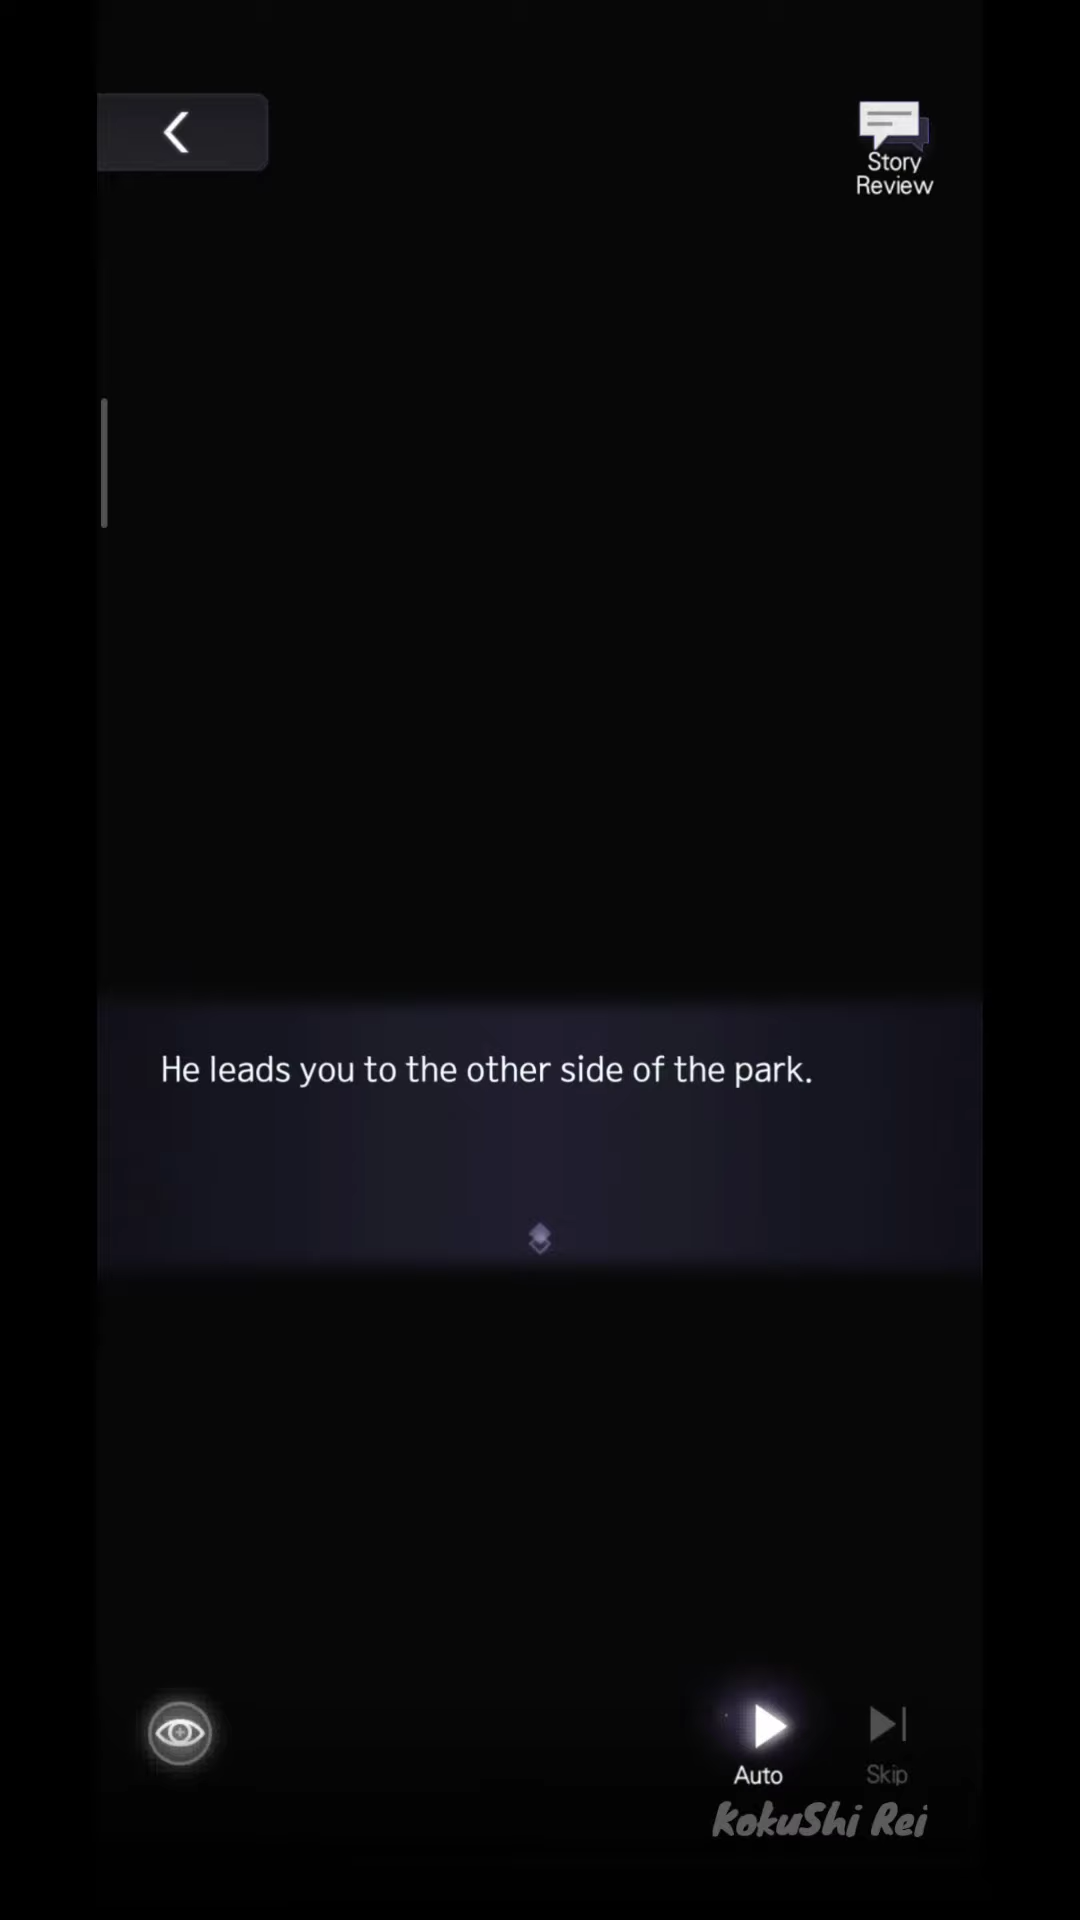 Story
Review
He leads you to the other side of the park.
Auto
Skip
KokuShi Rei